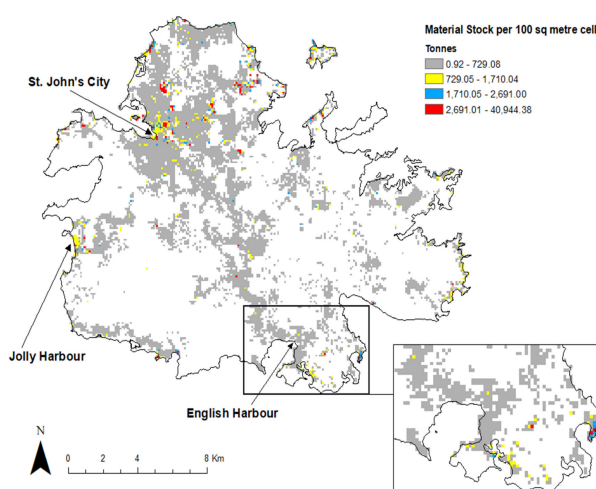 Material Stock per 100 sq metre cell
Tonnes
0.92 - 729.08
729.05 - 1,710.04
1,710.05 - 2,691.00
2,691.01 - 40,944.38
St. John's City
Jolly Harbour
English Harbour
N
0 2 4 8 Km